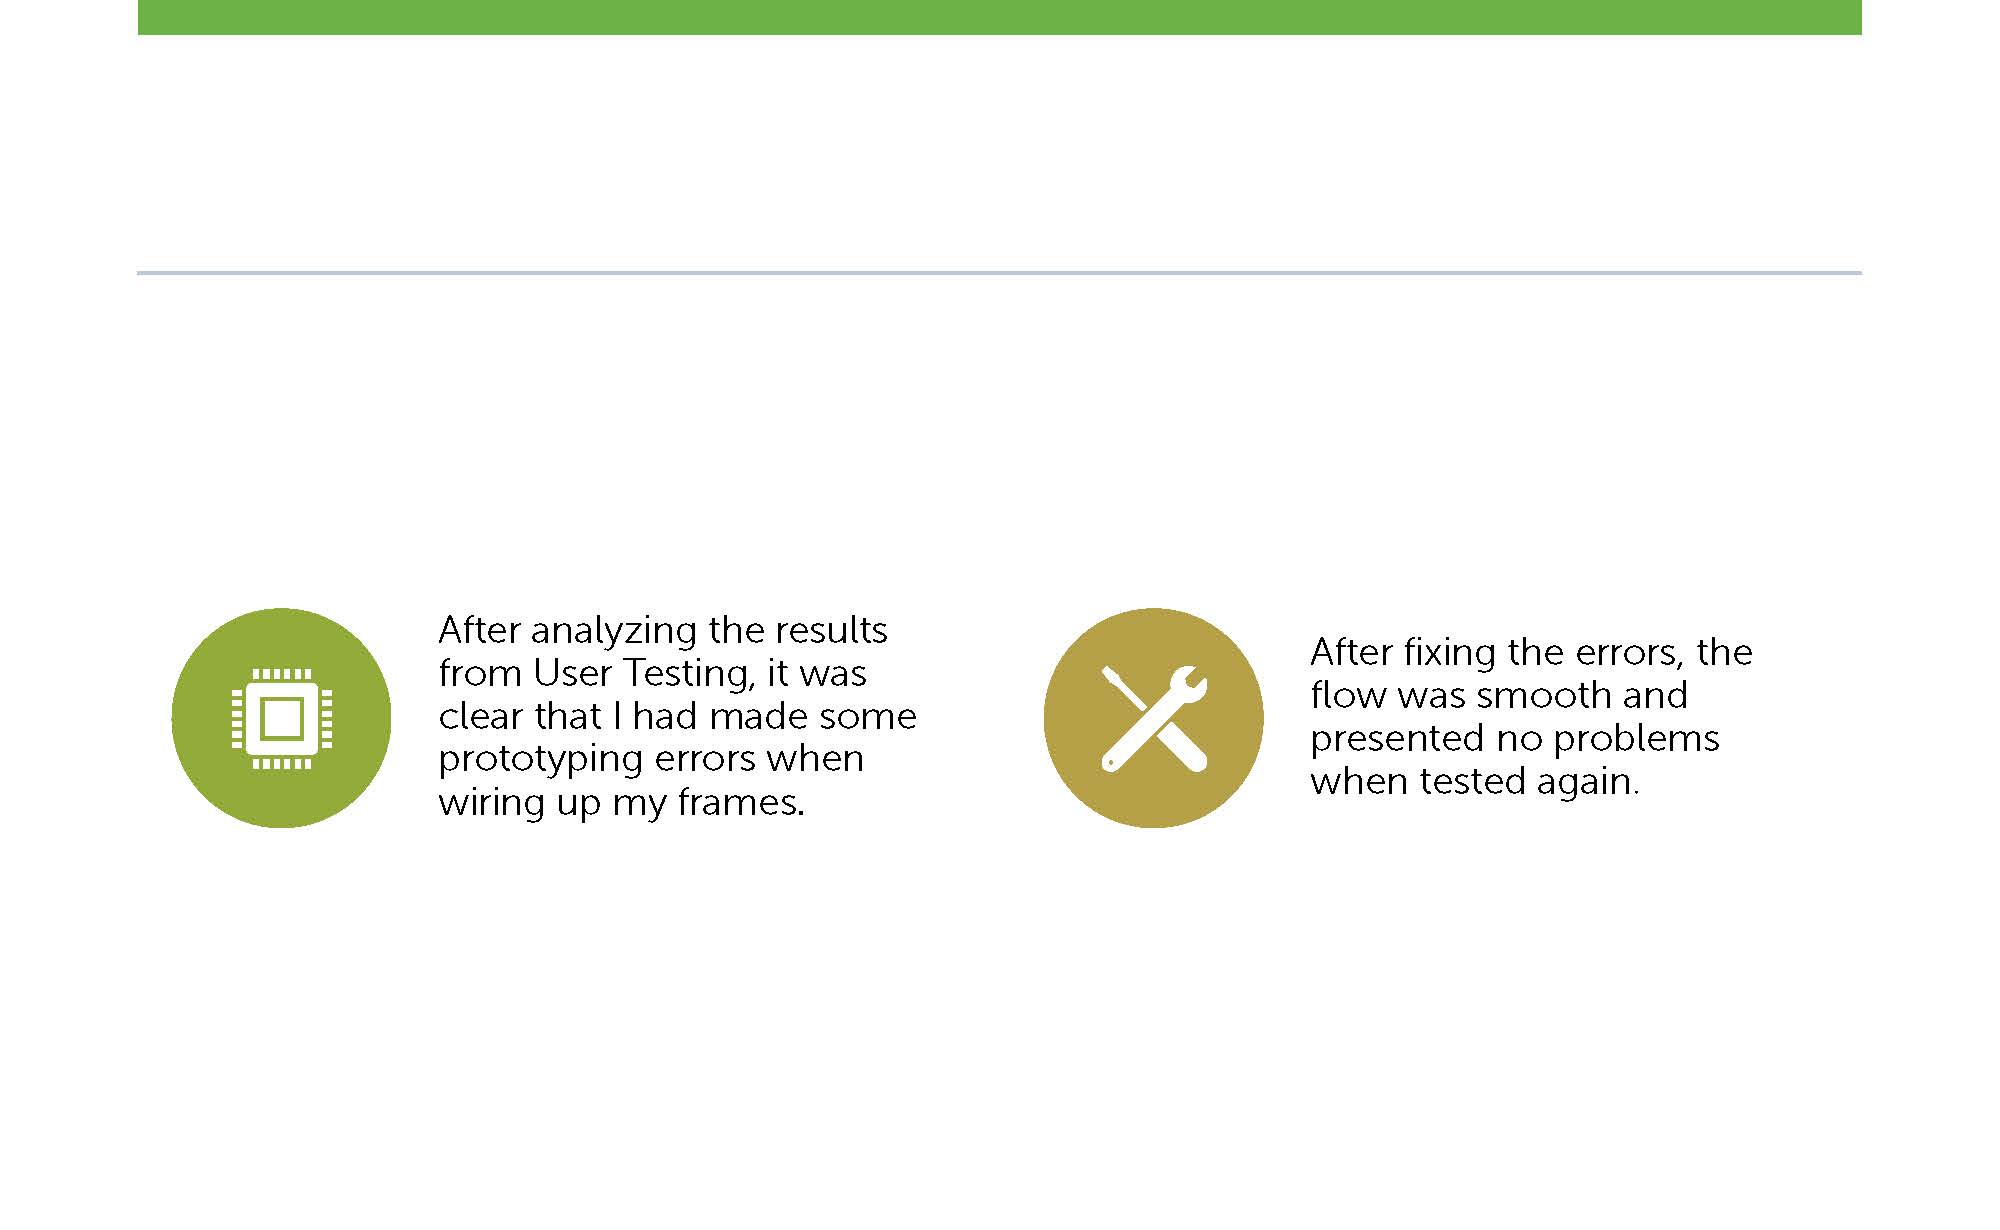 After analyzing the results
from User Testing, it was
clear that I had made some
prototyping errors when
wiring up my frames.
After fixing the errors, the
flow was smooth and
presented no problems
when tested again.